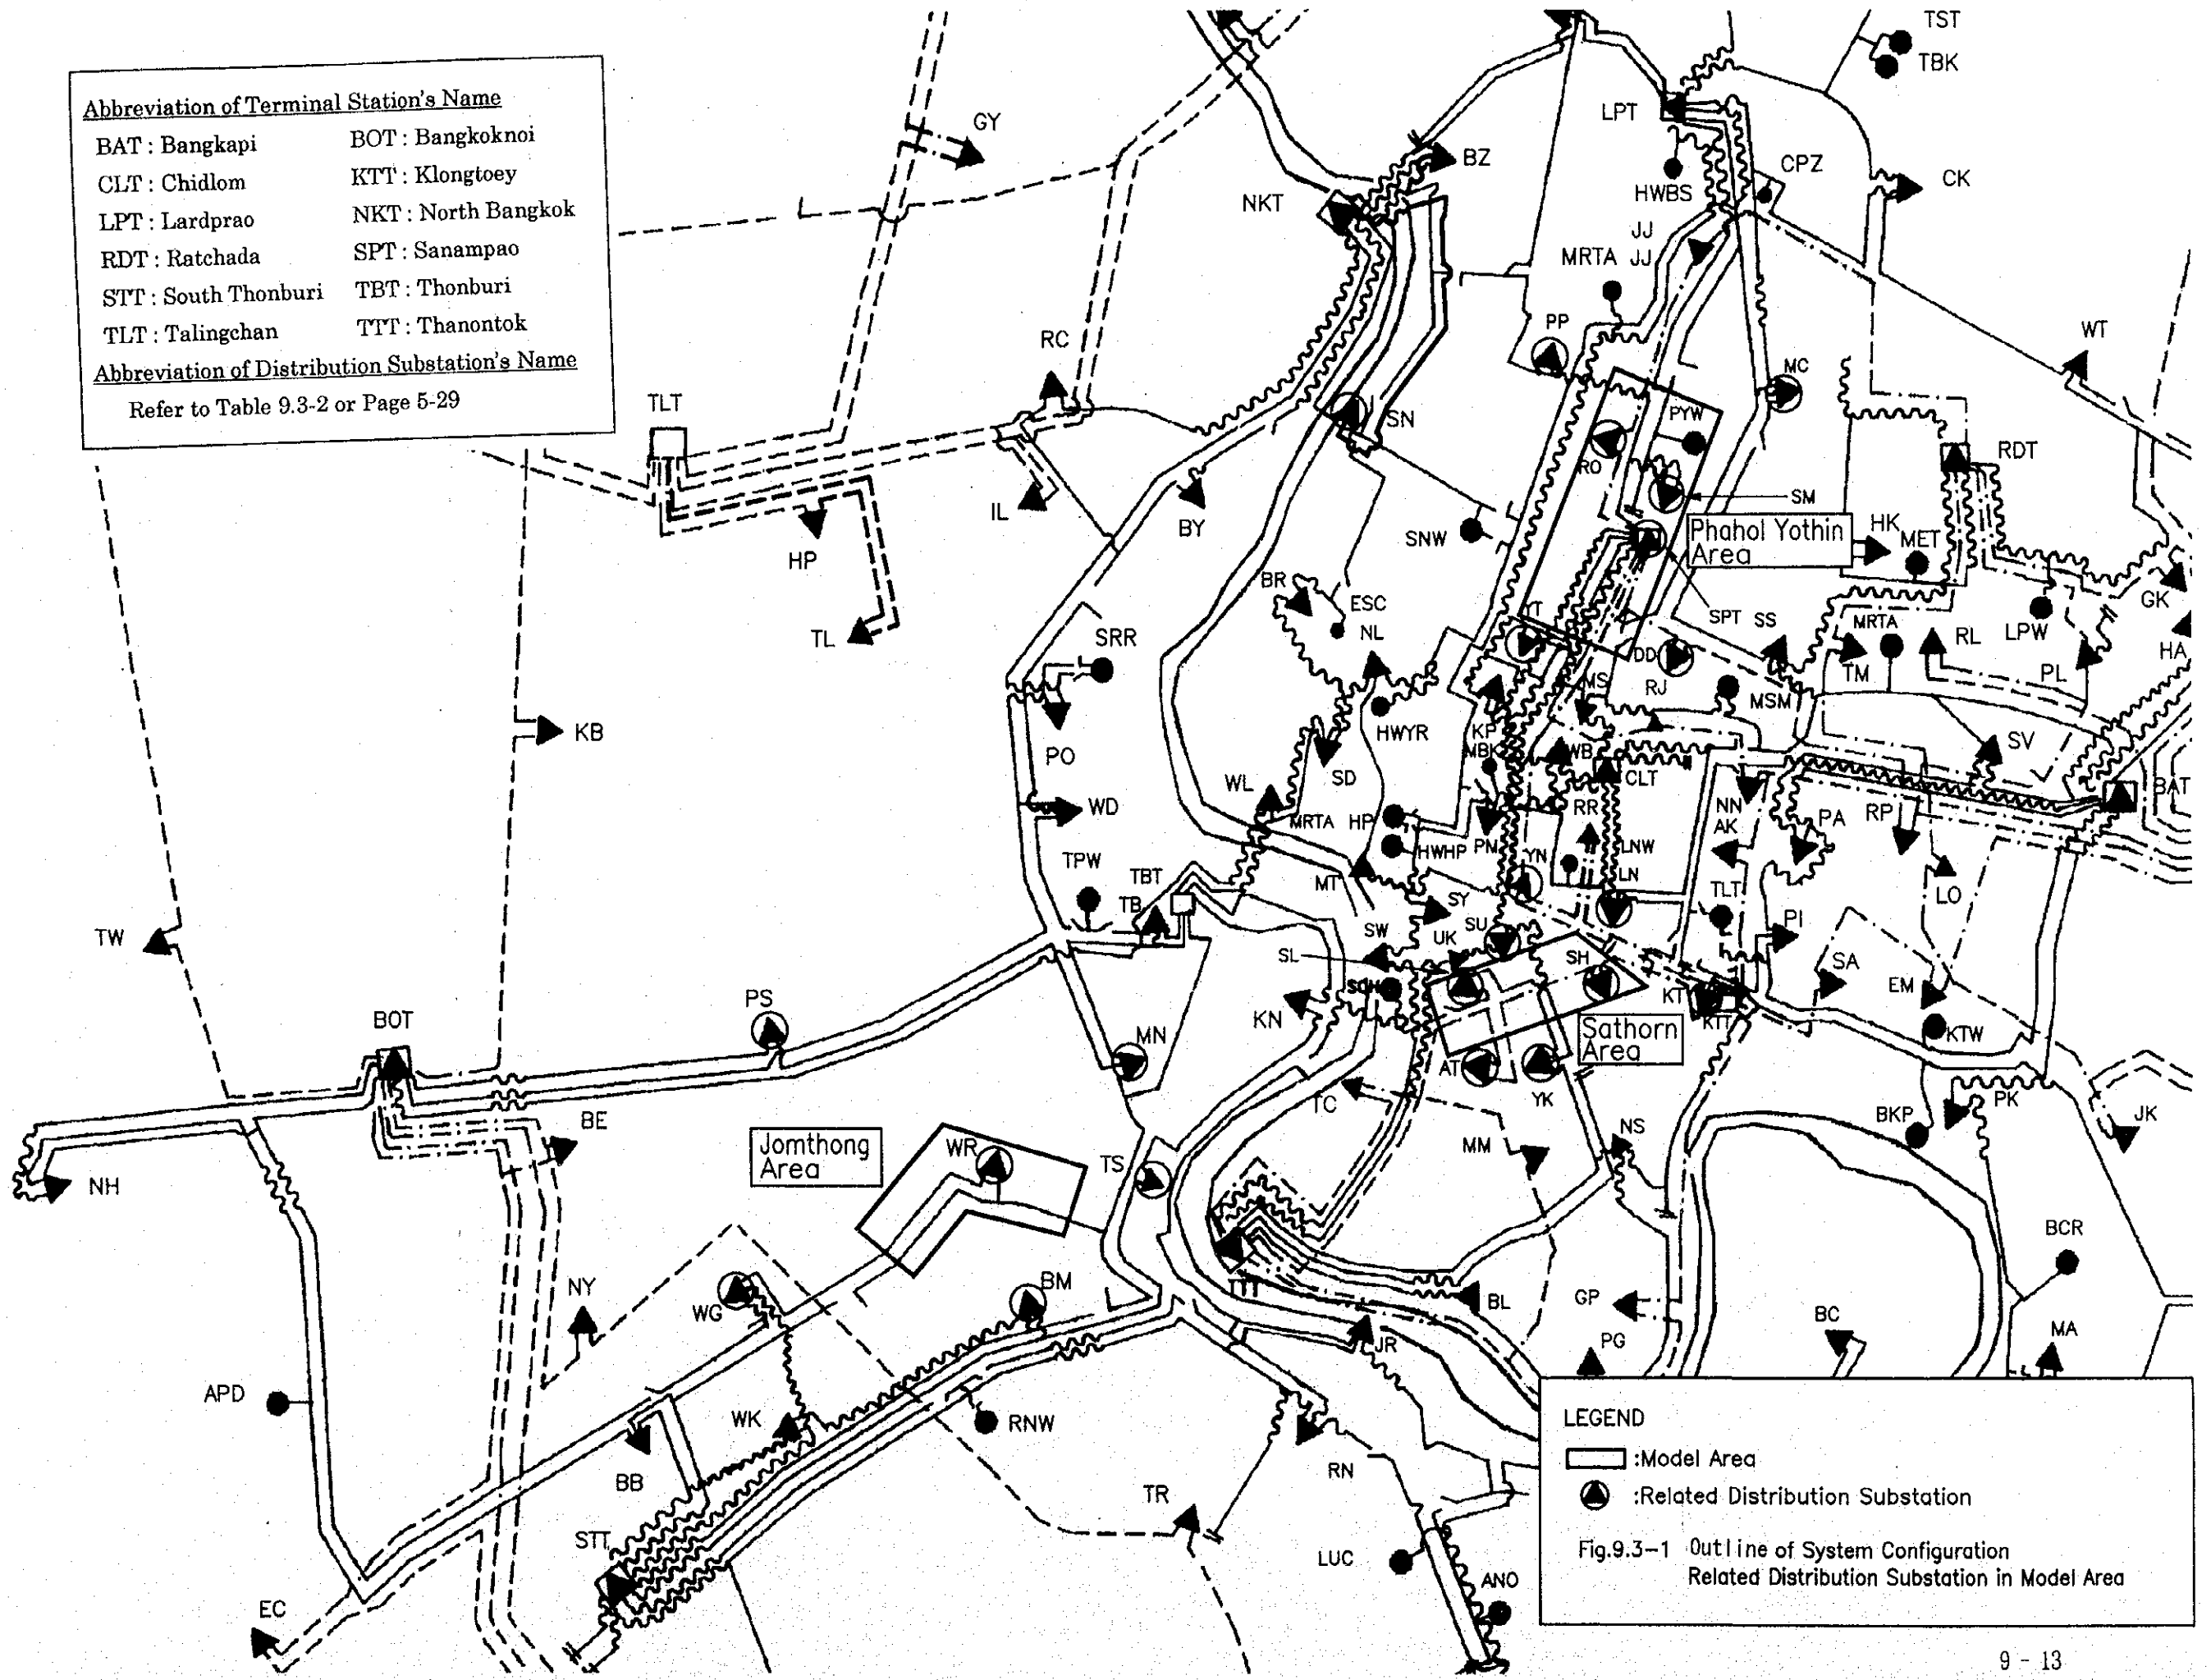 Abbreviation of Terminal Station's Name
BAT : Bangkapi BOT : Bangkoknoi
CLT : Chidlom KTT : Klongtoey
LPT : Lardprao NKT : North Bangkok
RDT : Ratchada SPT : Sanampao
STT : South Thonburi TBT : Thonburi
TLT : Talingchan TTT : Thanontok
Abbreviation of Distribution Substation's Name
Refer to Table 9.3-2 or Page 5-29
TST
TBK
GY
LPT
BZ
CPZ
CK
HWBS
NKT
JJ
MRTA JJ
PP
WT
RC
MC
TLT
SN
PYW
RO
RDT
IL
BY
SM
HP
SNW
Phahol Yothin
Area
HK
MET
BR
ESC
YT
SPT
SS
GK
TL
SRR
NL
DD
MRTA
RL
LPW
HA
MS
RJ
TM
PL
MSM
KB
PO
HWYR
KP
MBK
WB
SV
SD
CLT
BAT
WD
WL
MRTA
HP
RR
NN
AK
PA
RP
TPW
TBT
HWHP
PM
YN
LNW
MT
LN
TB
SY
TLT
LO
TW
SW
UK
SU
PI
SL
SH
SA
EM
BOT
PS
KN
SCH
KT
KTT
KTW
MN
Sathorn
Area
AT
YK
TC
BE
NS
BKP
PK
JK
Jomthong
Area
WR
TS
MM
NH
BCR
NY
WG
BM
TTT
BL
GP
BC
JR
PG
MA
APD
WK
RNW
BB
RN
TR
STT
LUC
ANO
EC
LEGEND
:Model Area
:Related Distribution Substation
Fig.9.3-1 Outline of System Configuration
Related Distribution Substation in Model Area
9 - 13